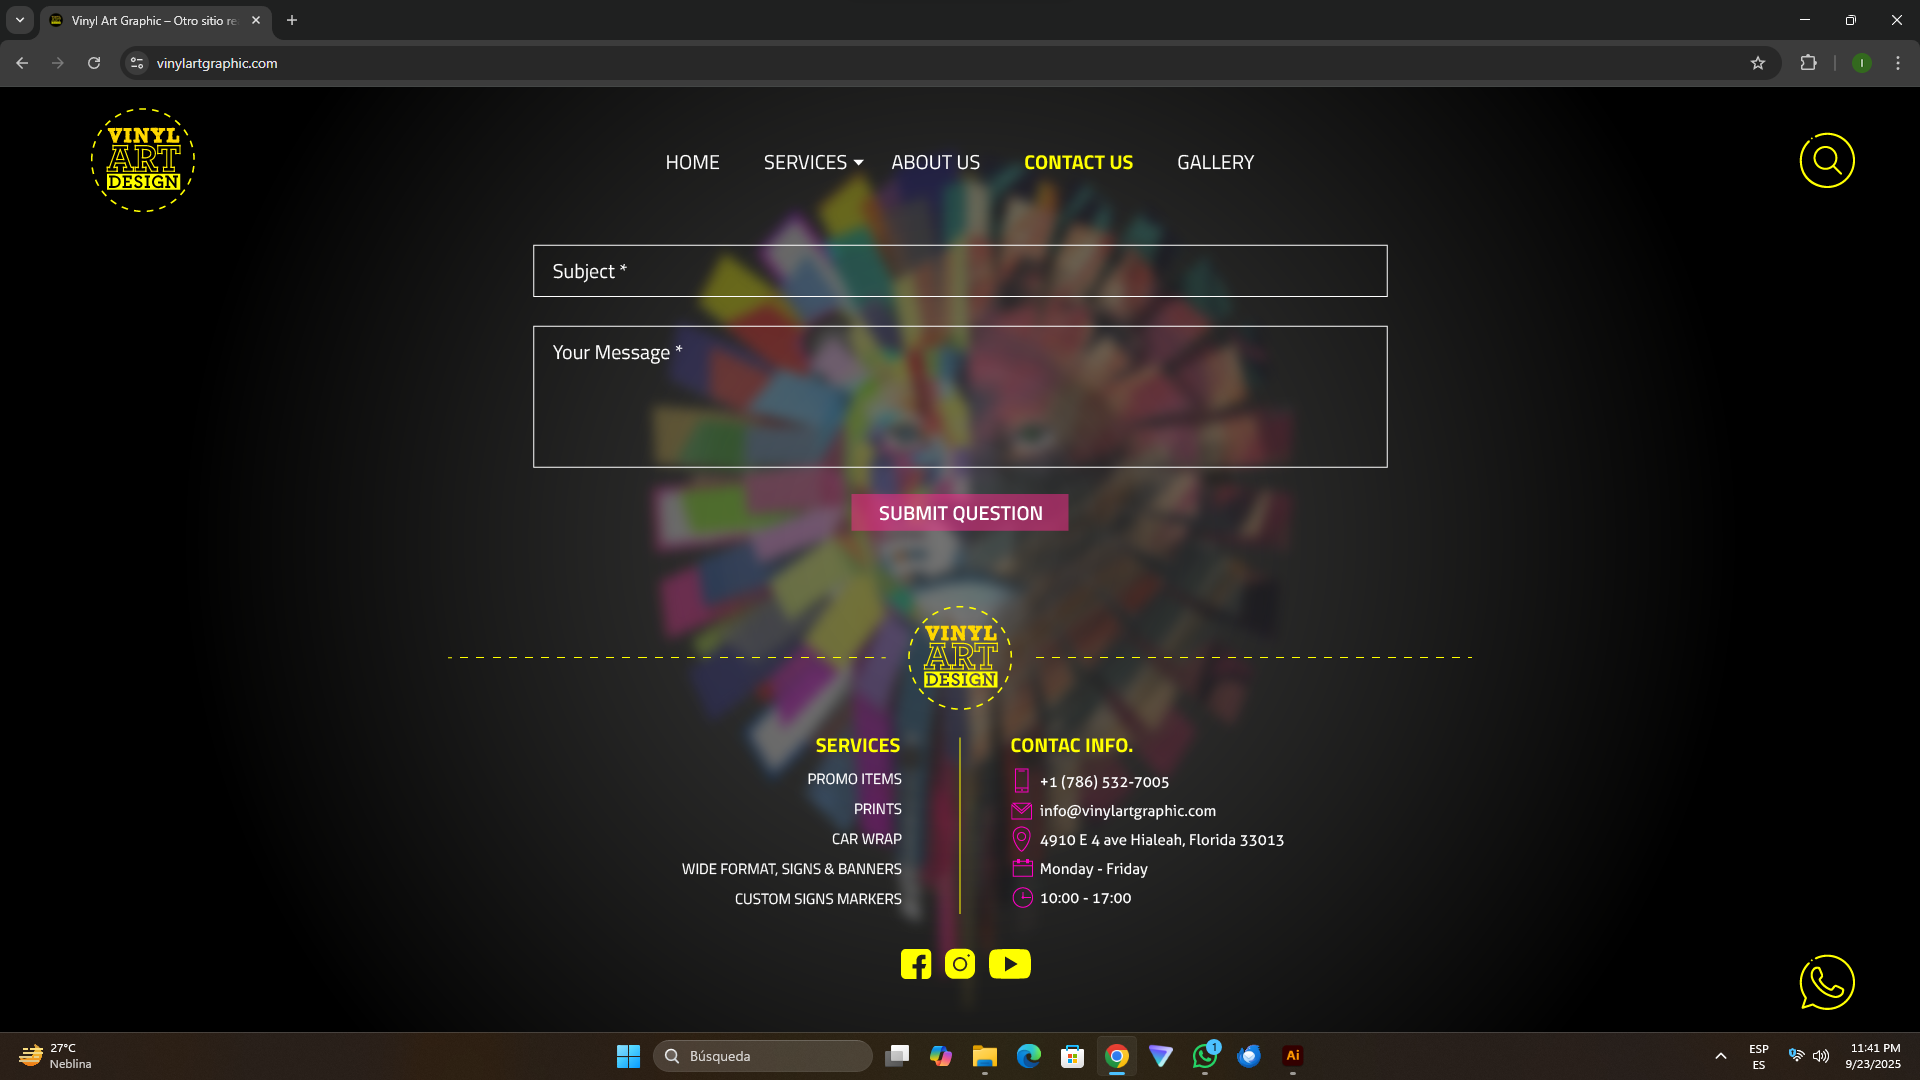 Vinyl Art Graphic – Otro sitio re
vinylartgraphic.com
I
VINYL
ART
DESIGN
HOME
SERVICES
ABOUT US
CONTACT US
GALLERY
Subject *
Your Message *
SUBMIT QUESTION
VINYL
ART
DESIGN
SERVICES
PROMO ITEMS
PRINTS
CAR WRAP
WIDE FORMAT, SIGNS & BANNERS
CUSTOM SIGNS MARKERS
CONTAC INFO.
+1 (786) 532-7005
info@vinylartgraphic.com
4910 E 4 ave Hialeah, Florida 33013
Monday - Friday
10:00 - 17:00
27°C
Neblina
Búsqueda
1
Ai
ESP
ES
11:41 PM
9/23/2025